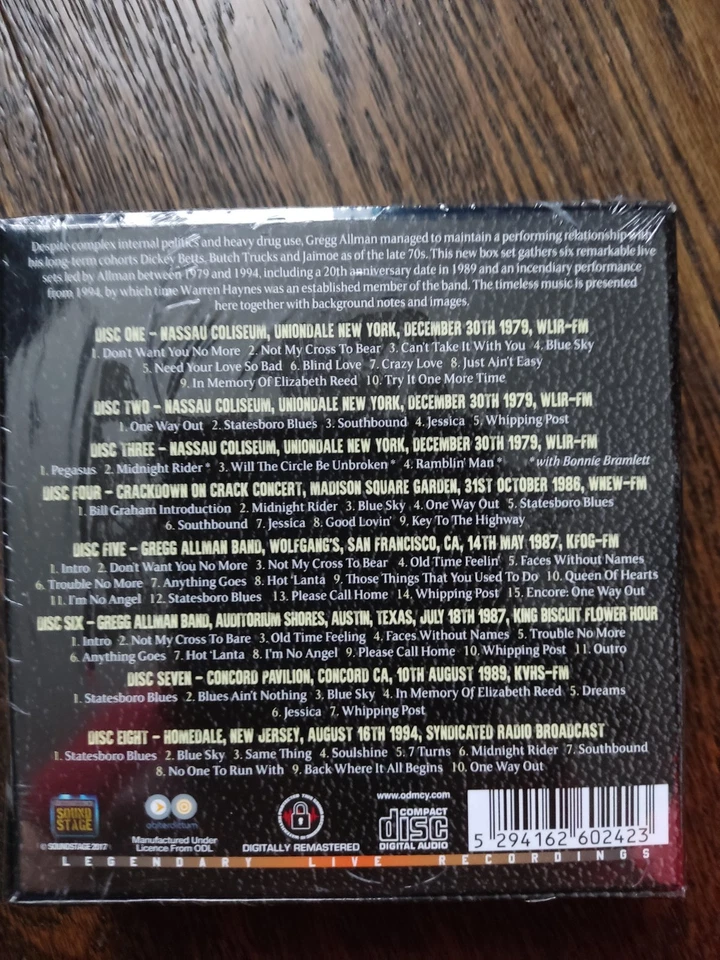 Despite complex internal politics and heavy drug use, Gregg Allman managed to maintain a performing relationship with
his long-term cohorts Dickey Betts, Butch Trucks and Jaimoe as of the late 70s. This new box set gathers six remarkable live
sets led by Allman between 1979 and 1994, including a 20th anniversary date in 1989 and an incendiary performance
from 1994, by which time Warren Haynes was an established member of the band. The timeless music is presented
here together with background notes and images.
DISC ONE – NASSAU COLISEUM, UNIONDALE NEW YORK, DECEMBER 30TH 1979, WLIR-FM
1. Don't Want You No More 2. Not My Cross To Bear 3. Can't Take It With You 4. Blue Sky
5. Need Your Love So Bad 6. Blind Love 7. Crazy Love 8. Just Ain't Easy
9. In Memory Of Elizabeth Reed 10. Try It One More Time
DISC TWO – NASSAU COLISEUM, UNIONDALE NEW YORK, DECEMBER 30TH 1979, WLIR-FM
1. One Way Out 2. Statesboro Blues 3. Southbound 4. Jessica 5. Whipping Post
DISC THREE – NASSAU COLISEUM, UNIONDALE NEW YORK, DECEMBER 30TH 1979, WLIR-FM
1. Pegasus 2. Midnight Rider* 3. Will The Circle Be Unbroken* 4. Ramblin' Man* *with Bonnie Bramlett
DISC FOUR – CRACKDOWN ON CRACK CONCERT, MADISON SQUARE GARDEN, 31ST OCTOBER 1986, WNEW-FM
1. Bill Graham Introduction 2. Midnight Rider 3. Blue Sky 4. One Way Out 5. Statesboro Blues
6. Southbound 7. Jessica 8. Good Lovin' 9. Key To The Highway
DISC FIVE – GREGG ALLMAN BAND, WOLFGANG'S, SAN FRANCISCO, CA, 14TH MAY 1987, KFOG-FM
1. Intro 2. Don't Want You No More 3. Not My Cross To Bear 4. Old Time Feelin' 5. Faces Without Names
6. Trouble No More 7. Anything Goes 8. Hot 'Lanta 9. Those Things That You Used To Do 10. Queen Of Hearts
11. I'm No Angel 12. Statesboro Blues 13. Please Call Home 14. Whipping Post 15. Encore: One Way Out
DISC SIX – GREGG ALLMAN BAND, AUDITORIUM SHORES, AUSTIN, TEXAS, JULY 18TH 1987, KING BISCUIT FLOWER HOUR
1. Intro 2. Not My Cross To Bare 3. Old Time Feeling 4. Faces Without Names 5. Trouble No More
6. Anything Goes 7. Hot 'Lanta 8. I'm No Angel 9. Please Call Home 10. Whipping Post 11. Outro
DISC SEVEN – CONCORD PAVILION, CONCORD CA, 10TH AUGUST 1989, KVHS-FM
1. Statesboro Blues 2. Blues Ain't Nothing 3. Blue Sky 4. In Memory Of Elizabeth Reed 5. Dreams
6. Jessica 7. Whipping Post
DISC EIGHT – HOMEDALE, NEW JERSEY, AUGUST 16TH 1994, SYNDICATED RADIO BROADCAST
1. Statesboro Blues 2. Blue Sky 3. Same Thing 4. Soulshine 5. 7 Turns 6. Midnight Rider 7. Southbound
8. No One To Run With 9. Back Where It All Begins 10. One Way Out
SOUND
STAGE
© SOUNDSTAGE 2017
Manufactured Under
Licence From ODL
DIGITALLY REMASTERED
www.odmcy.com
COMPACT
disc
DIGITAL AUDIO
5 294162 602423
LEGENDARY LIVE RECORDINGS